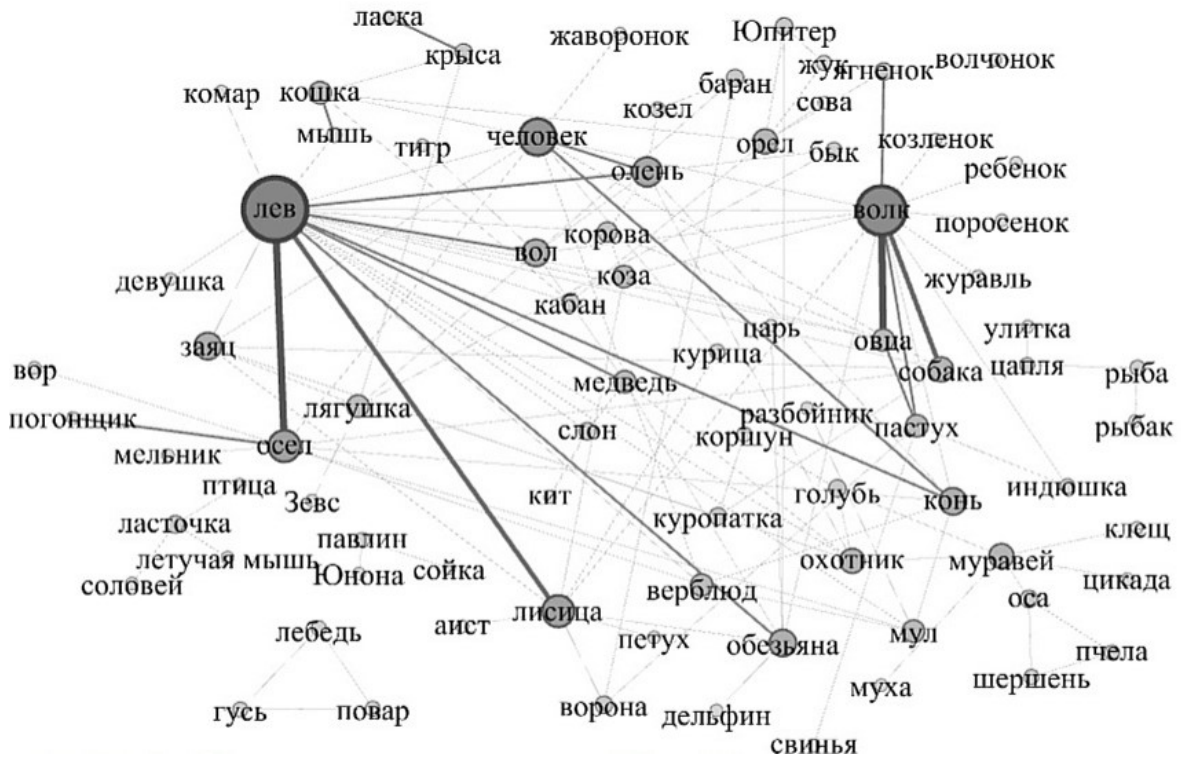 ласка
крыса
жаворонок
Юпитер
жук
ягненок
волчонок
комар
кошка
баран
козел
сова
мышь
тигр
человек
орел
бык
козленок
олень
ребенок
лев
волк
вол
корова
поросенок
девушка
коза
журавль
кабан
царь
улитка
заяц
курица
овца
вор
медведь
собака
цапля
рыба
погонщик
лягушка
разбойник
рыбак
мельник
осел
слон
коршун
пастух
птица
Зевс
кит
голубь
конь
индюшка
ласточка
куропатка
клещ
летучая мышь
павлин
охотник
муравей
соловей
Юнона
сойка
верблюд
цикада
лебедь
аист
лисица
петух
обезьяна
мул
оса
пчела
гусь
повар
ворона
дельфин
муха
шершень
свинья